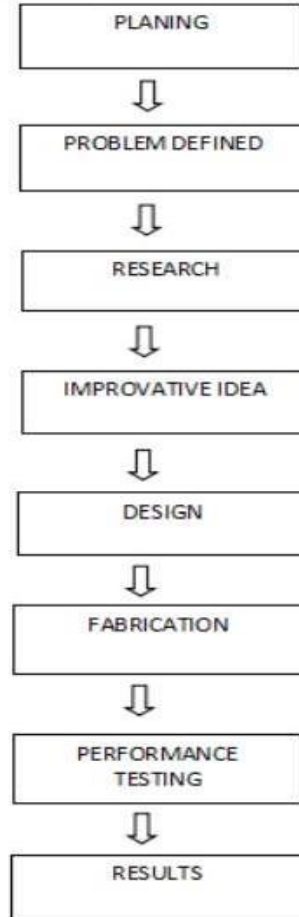 PLANING
PROBLEM DEFINED
RESEARCH
IMPROVATIVE IDEA
DESIGN
FABRICATION
PERFORMANCE
TESTING
RESULTS